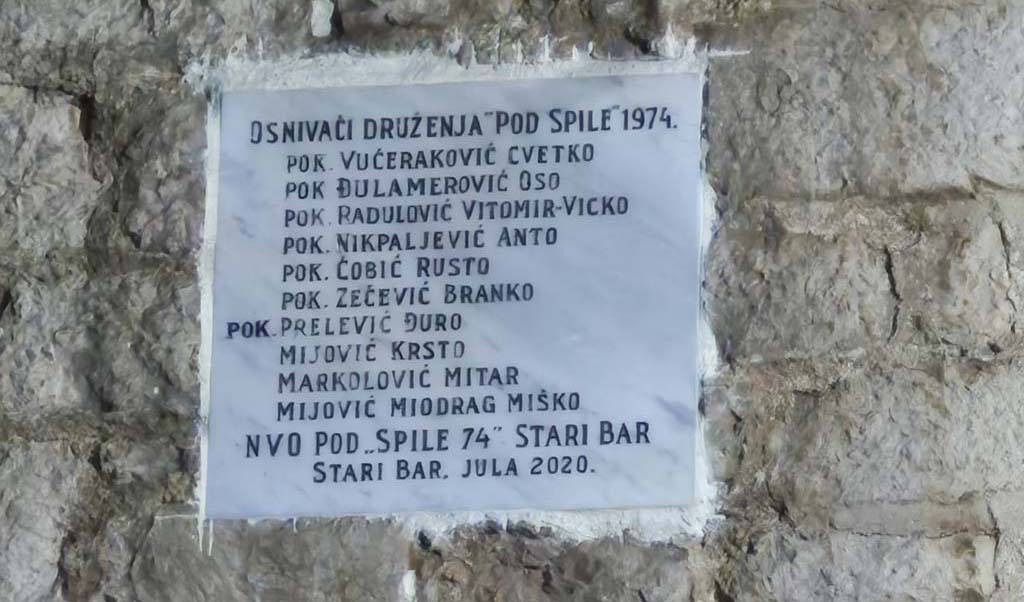 OSNIVAČI DRUŽENJA "POD SPILE" 1974.
POK. VUĆERAKOVIĆ CVETKO
POK ĐULAMEROVIĆ OSO
POK. RADULOVIĆ VITOMIR-VICKO
POK. NIKPALJEVIĆ ANTO
POK. ČOBIĆ RUSTO
POK. ZEČEVIĆ BRANKO
POK. PRELEVIĆ ĐURO
MIJOVIĆ KRSTO
MARKOLOVIĆ MITAR
MIJOVIĆ MIODRAG MIŠKO
NVO POD „SPILE 74" STARI BAR
STARI BAR, JULA 2020.